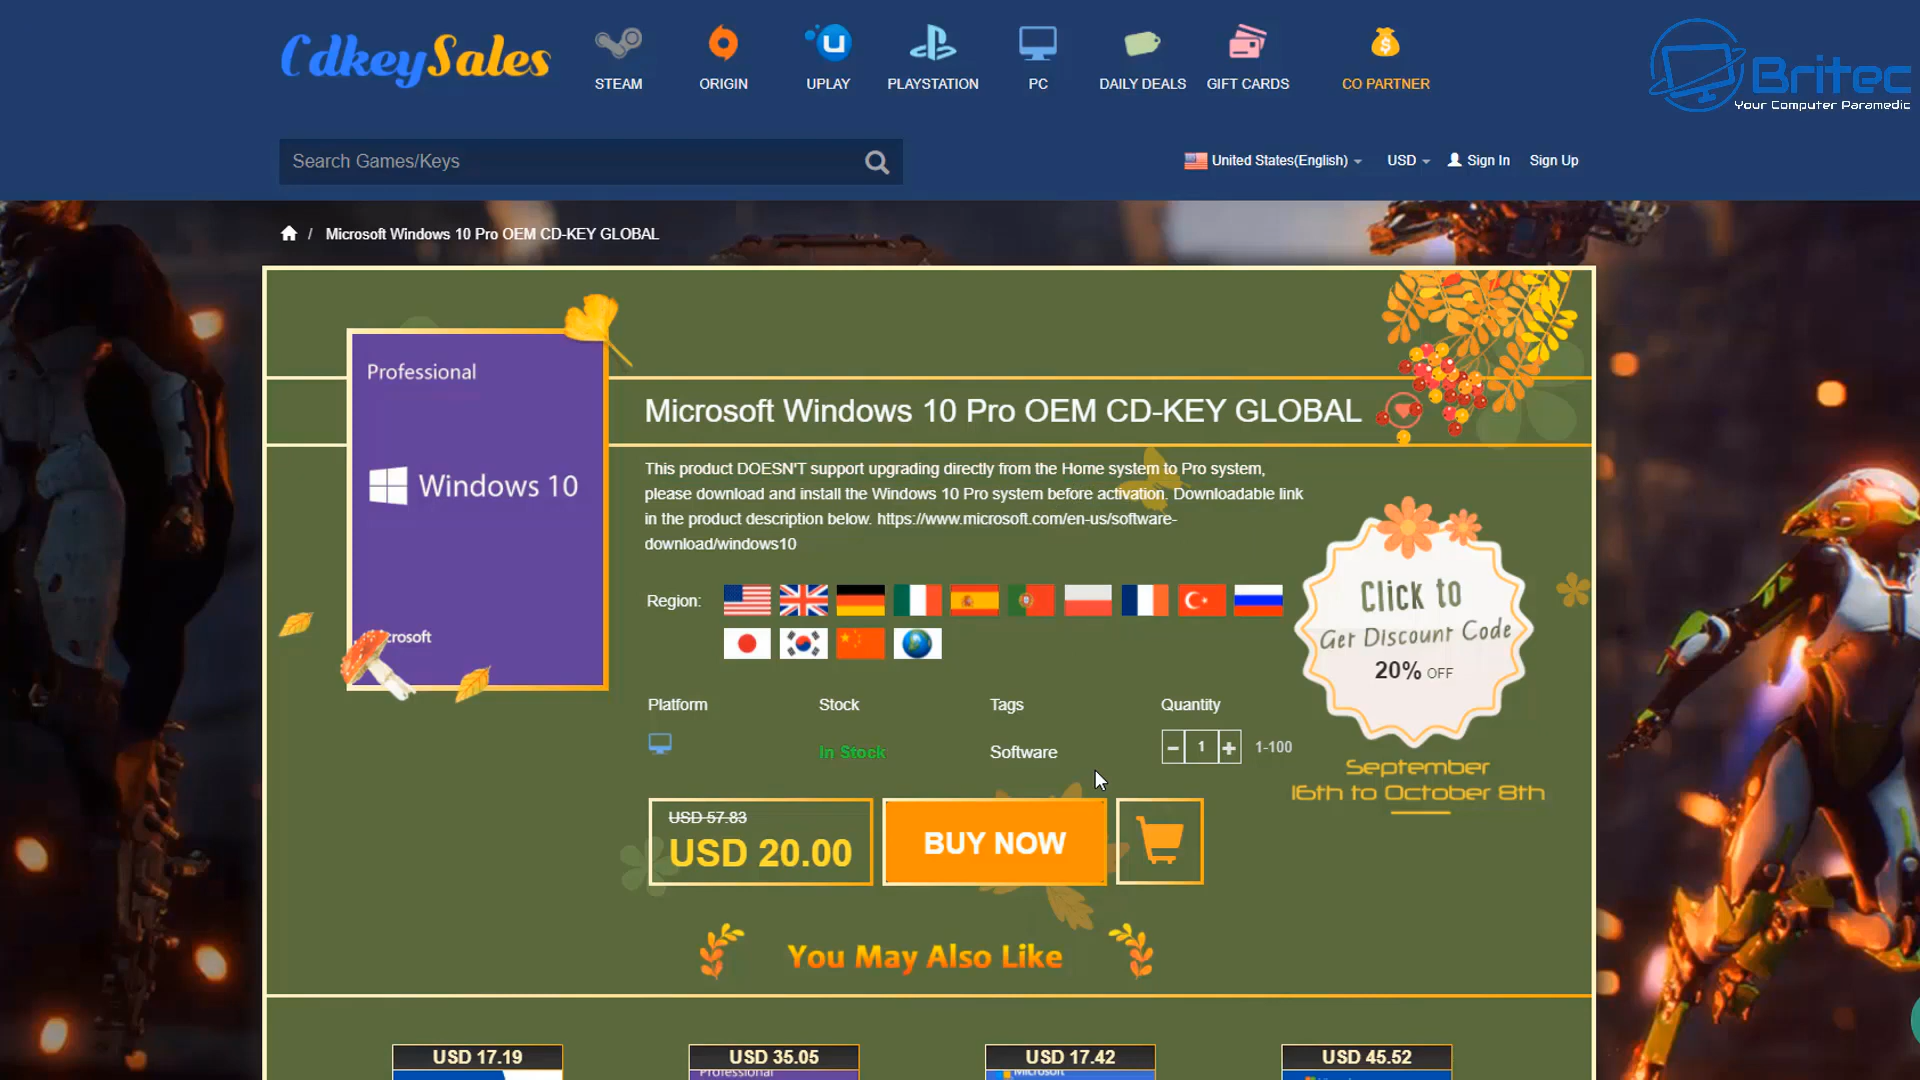 CdkeySales
STEAM
ORIGIN
UPLAY
PLAYSTATION
PC
DAILY DEALS
GIFT CARDS
CO PARTNER
Britec
Your Computer Paramedic
Search Games/Keys
United States(English)
USD
Sign In
Sign Up
/ Microsoft Windows 10 Pro OEM CD-KEY GLOBAL
Professional
Windows 10
crosoft
Microsoft Windows 10 Pro OEM CD-KEY GLOBAL
This product DOESN'T support upgrading directly from the Home system to Pro system,
please download and install the Windows 10 Pro system before activation. Downloadable link
in the product description below. https://www.microsoft.com/en-us/software-
download/windows10
Region:
Click to
Get Discount Code
20% OFF
September
16th to October 8th
Platform
Stock
Tags
Quantity
In Stock
Software
- 1 +
1-100
USD 57.83
USD 20.00
BUY NOW
You May Also Like
USD 17.19
USD 35.05
USD 17.42
USD 45.52
Professional
Microsoft